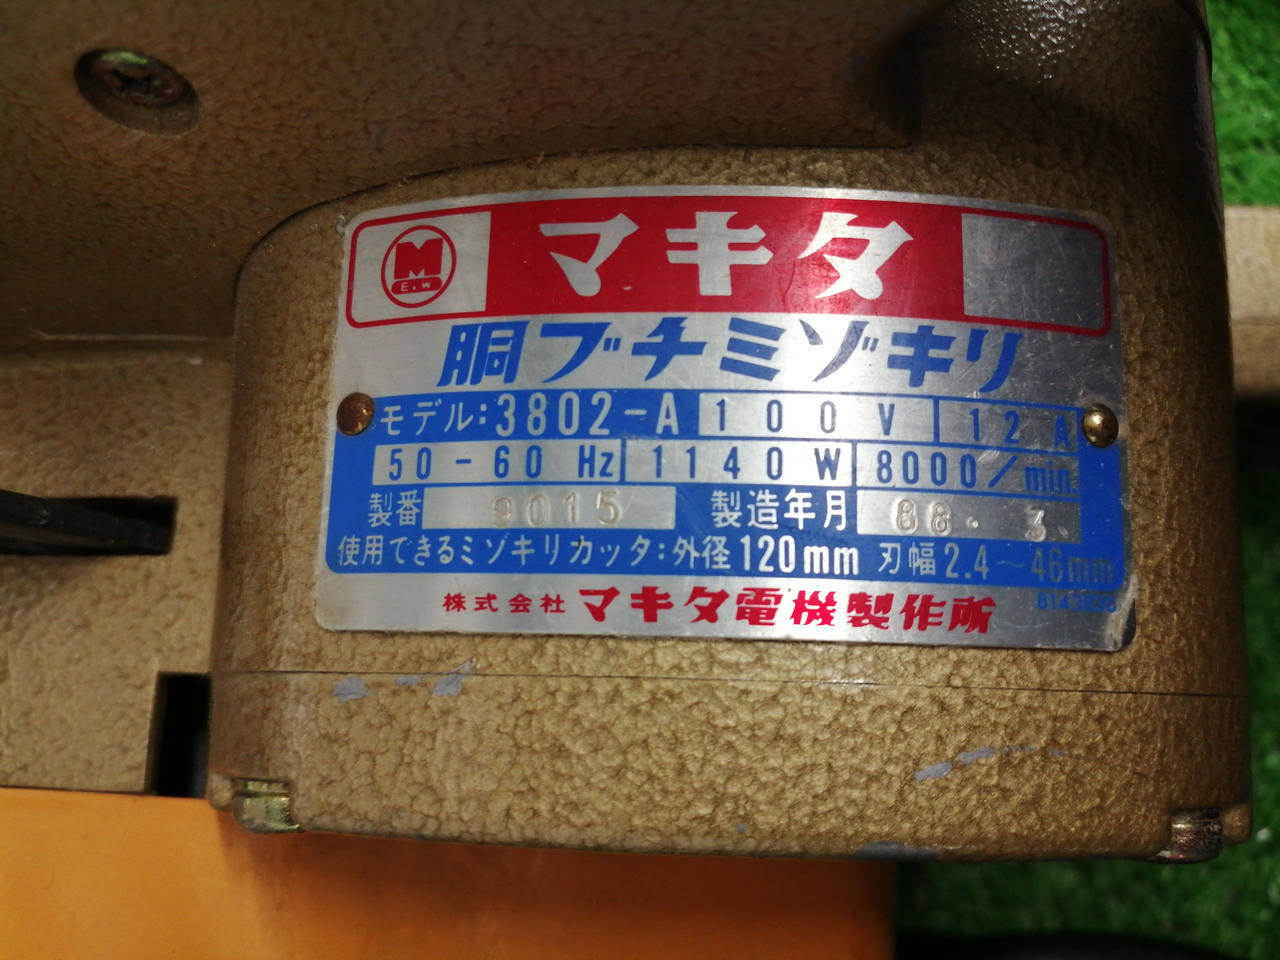 M
E.W
マキタ
胴ブチミゾキリ
モデル:3802-A 100V 12A
50-60Hz 1140W 8000/min.
製番 9015 製造年月 88.3.
使用できるミゾキリカッタ:外径120mm 刃幅2.4～46mm
株式会社マキタ電機製作所